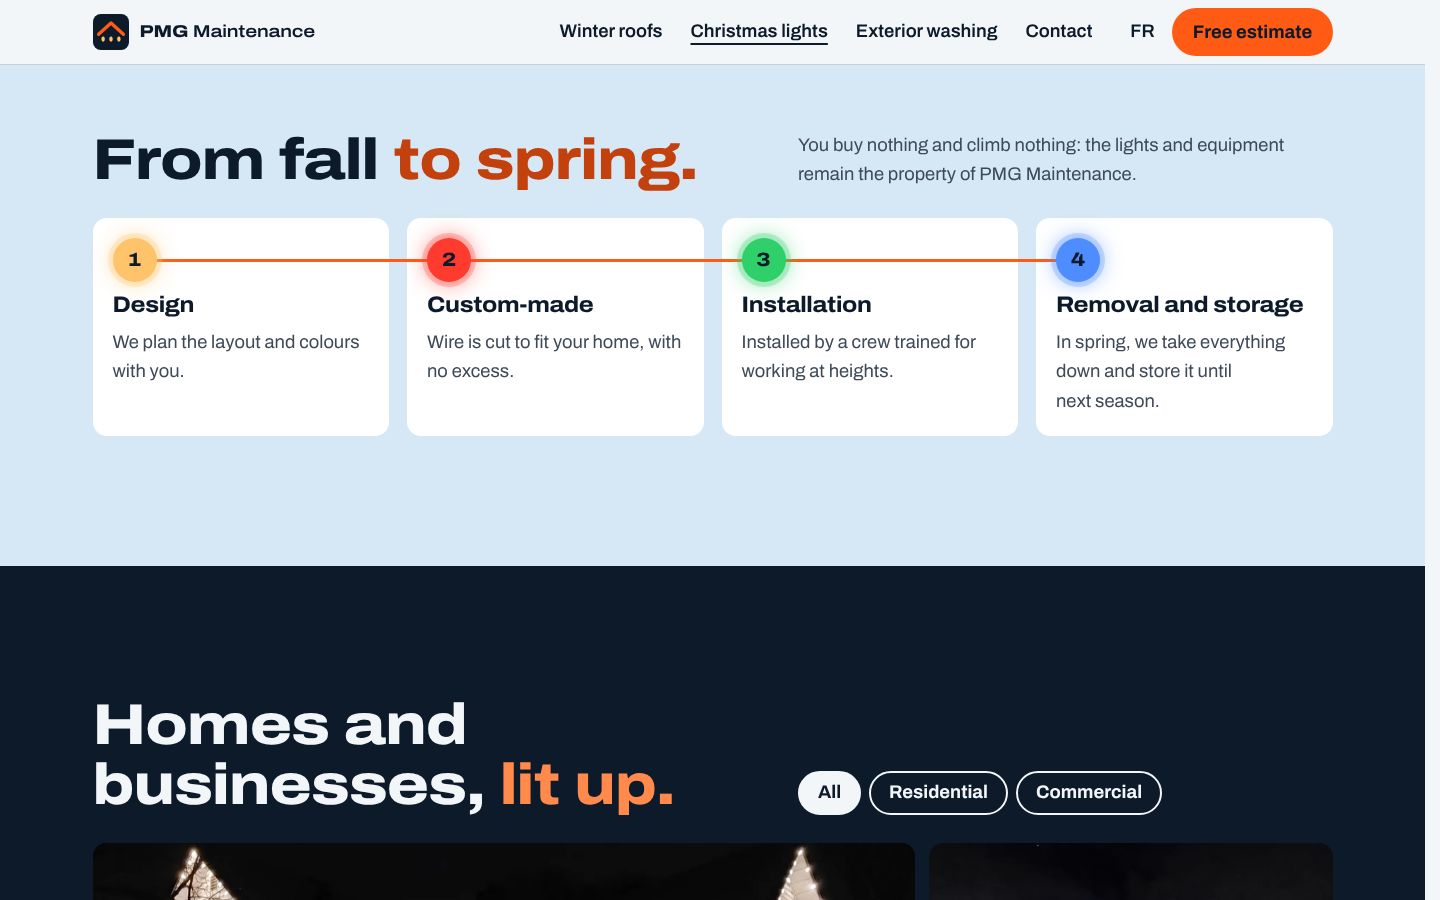 PMG Maintenance
Winter roofs
Christmas lights
Exterior washing
Contact
FR
Free estimate
From fall to spring.
You buy nothing and climb nothing: the lights and equipment
remain the property of PMG Maintenance.
1
Design
We plan the layout and colours
with you.
2
Custom-made
Wire is cut to fit your home, with
no excess.
3
Installation
Installed by a crew trained for
working at heights.
4
Removal and storage
In spring, we take everything
down and store it until
next season.
Homes and
businesses, lit up.
All
Residential
Commercial